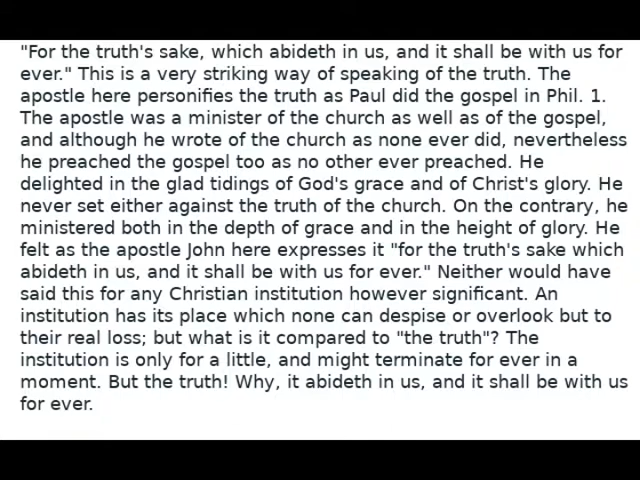 "For the truth's sake, which abideth in us, and it shall be with us for
ever." This is a very striking way of speaking of the truth. The
apostle here personifies the truth as Paul did the gospel in Phil. 1.
The apostle was a minister of the church as well as of the gospel,
and although he wrote of the church as none ever did, nevertheless
he preached the gospel too as no other ever preached. He
delighted in the glad tidings of God's grace and of Christ's glory. He
never set either against the truth of the church. On the contrary, he
ministered both in the depth of grace and in the height of glory. He
felt as the apostle John here expresses it "for the truth's sake which
abideth in us, and it shall be with us for ever." Neither would have
said this for any Christian institution however significant. An
institution has its place which none can despise or overlook but to
their real loss; but what is it compared to "the truth"? The
institution is only for a little, and might terminate for ever in a
moment. But the truth! Why, it abideth in us, and it shall be with us
for ever.